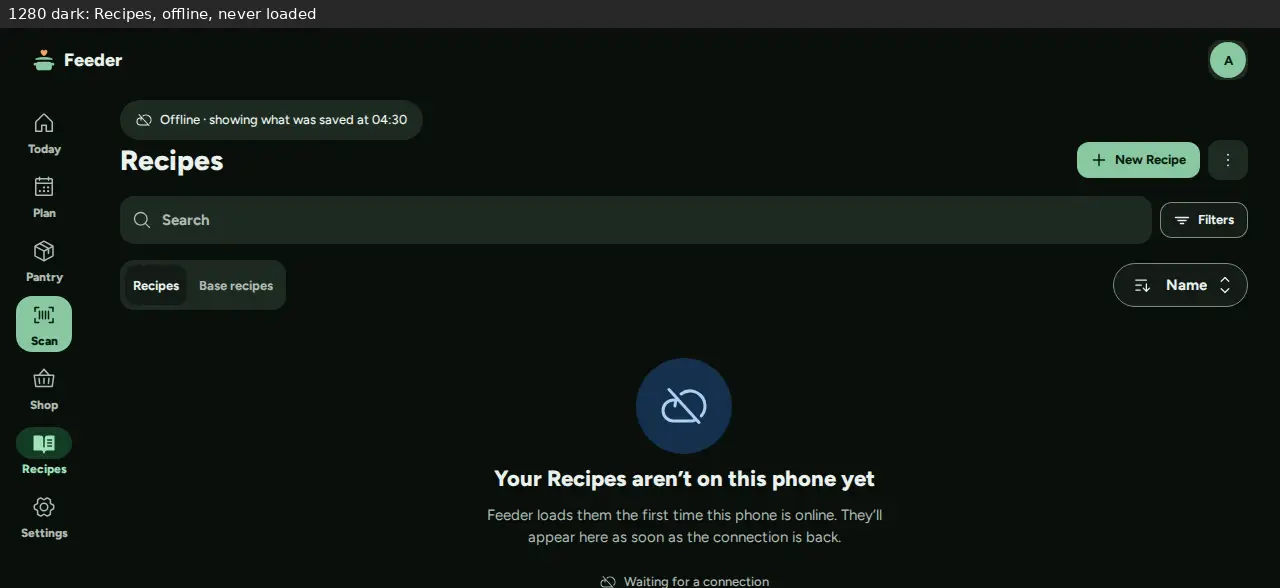 1280 dark: Recipes, offline, never loaded
Feeder
A
Offline · showing what was saved at 04:30
Recipes
New Recipe
Search
Filters
Recipes
Base recipes
Name
Today
Plan
Pantry
Scan
Shop
Recipes
Settings
Your Recipes aren’t on this phone yet
Feeder loads them the first time this phone is online. They’ll
appear here as soon as the connection is back.
Waiting for a connection